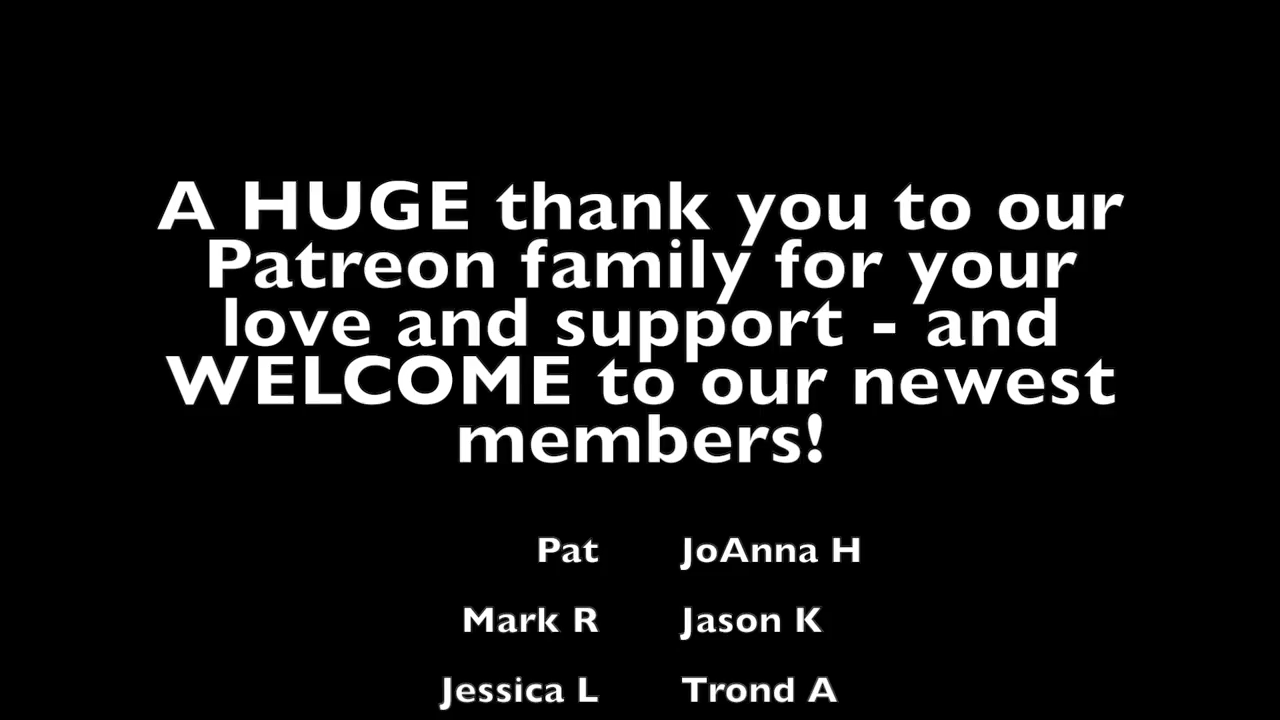 A HUGE thank you to our
Patreon family for your
love and support - and
WELCOME to our newest
members!
Pat JoAnna H
Mark R Jason K
Jessica L Trond A